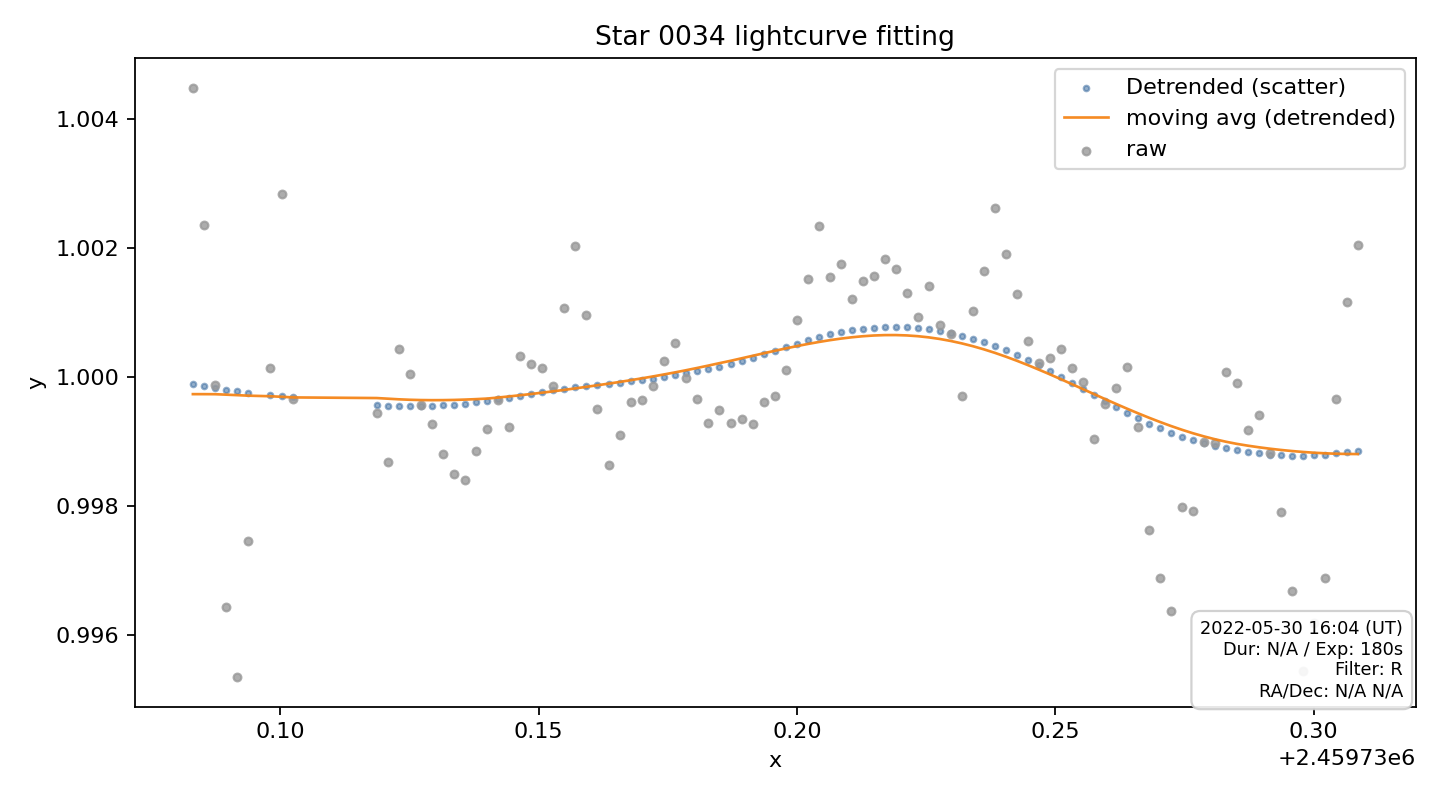 Star 0034 lightcurve fitting
Detrended (scatter)
moving avg (detrended)
raw
1.004
1.002
1.000
0.998
0.996
y
2022-05-30 16:04 (UT)
Dur: N/A / Exp: 180s
Filter: R
RA/Dec: N/A N/A
0.10 0.15 0.20 0.25 0.30
x
+2.45973e6